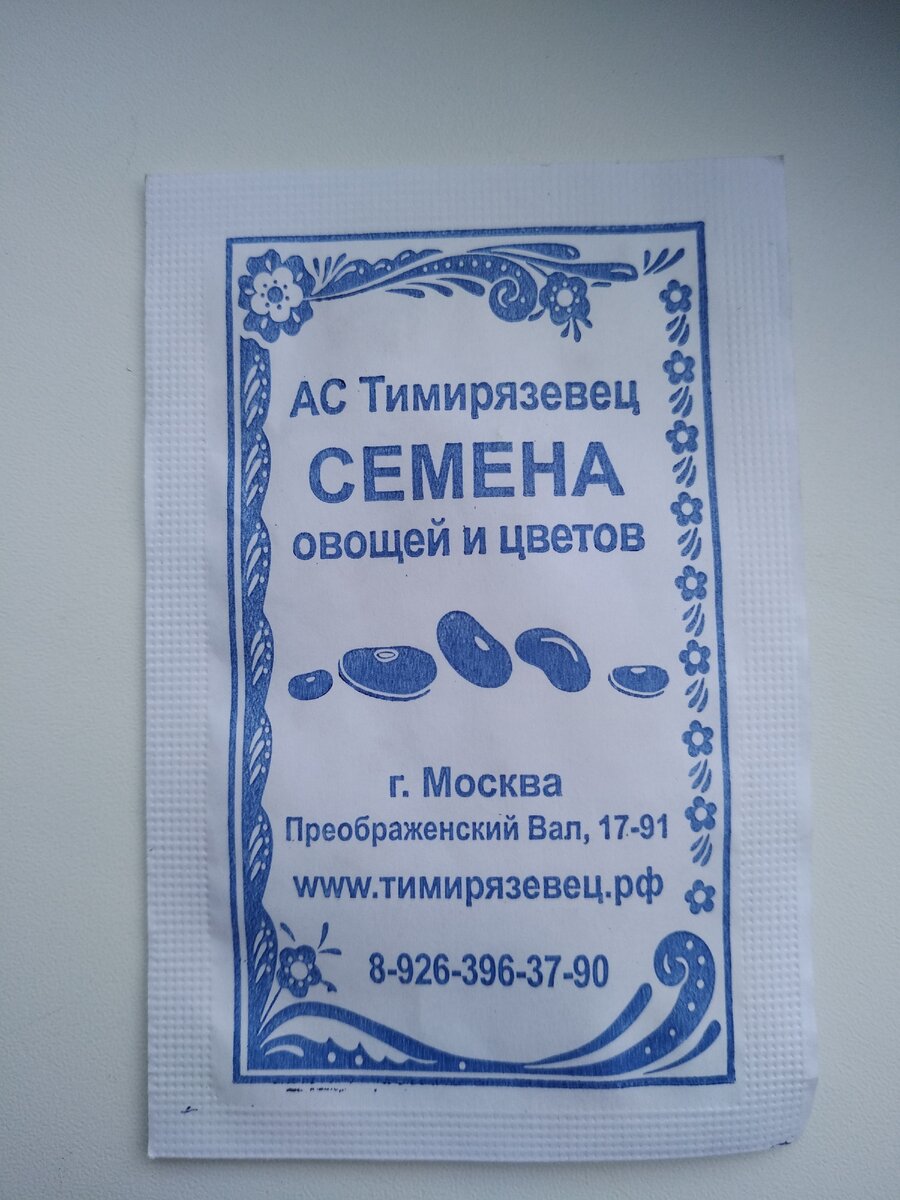 АС Тимирязевец
СЕМЕНА
овощей и цветов
г. Москва
Преображенский Вал, 17-91
www.тимирязевец.рф
8-926-396-37-90